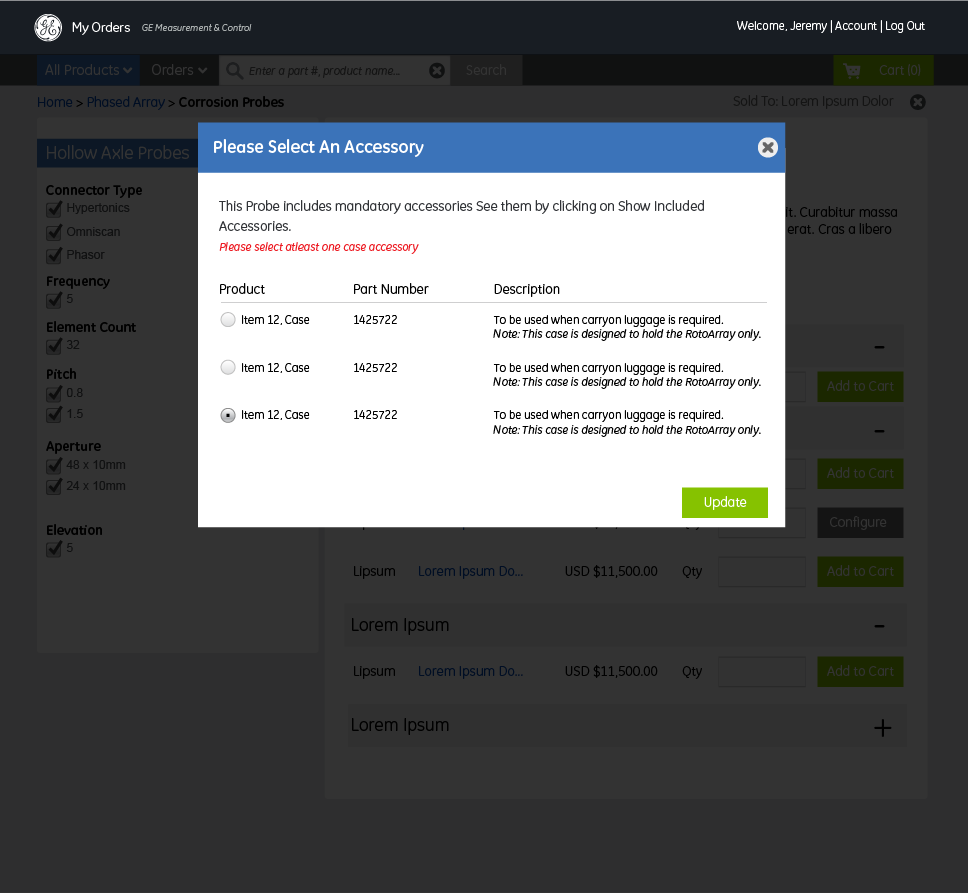 My Orders GE Measurement & Control
Welcome, Jeremy | Account | Log Out
All Products Orders Enter a part #, product name... Search Cart (0)
Home > Phased Array > Corrosion Probes
Sold To: Lorem Ipsum Dolor
Please Select An Accessory
This Probe includes mandatory accessories See them by clicking on Show Included
Accessories.
Please select atleast one case accessory
Product Part Number Description
Item 12, Case 1425722 To be used when carryon luggage is required.
Note: This case is designed to hold the RotoArray only.
Item 12, Case 1425722 To be used when carryon luggage is required.
Note: This case is designed to hold the RotoArray only.
Item 12, Case 1425722 To be used when carryon luggage is required.
Note: This case is designed to hold the RotoArray only.
Update
Hollow Axle Probes
Connector Type
Hypertonics
Omniscan
Phasor
Frequency
5
Element Count
32
Pitch
0.8
1.5
Aperture
48 x 10mm
24 x 10mm
Elevation
5
it. Curabitur massa
erat. Cras a libero
Add to Cart
Add to Cart
Configure
Lipsum Lorem Ipsum Do... USD $11,500.00 Qty Add to Cart
Lorem Ipsum
Lipsum Lorem Ipsum Do... USD $11,500.00 Qty Add to Cart
Lorem Ipsum